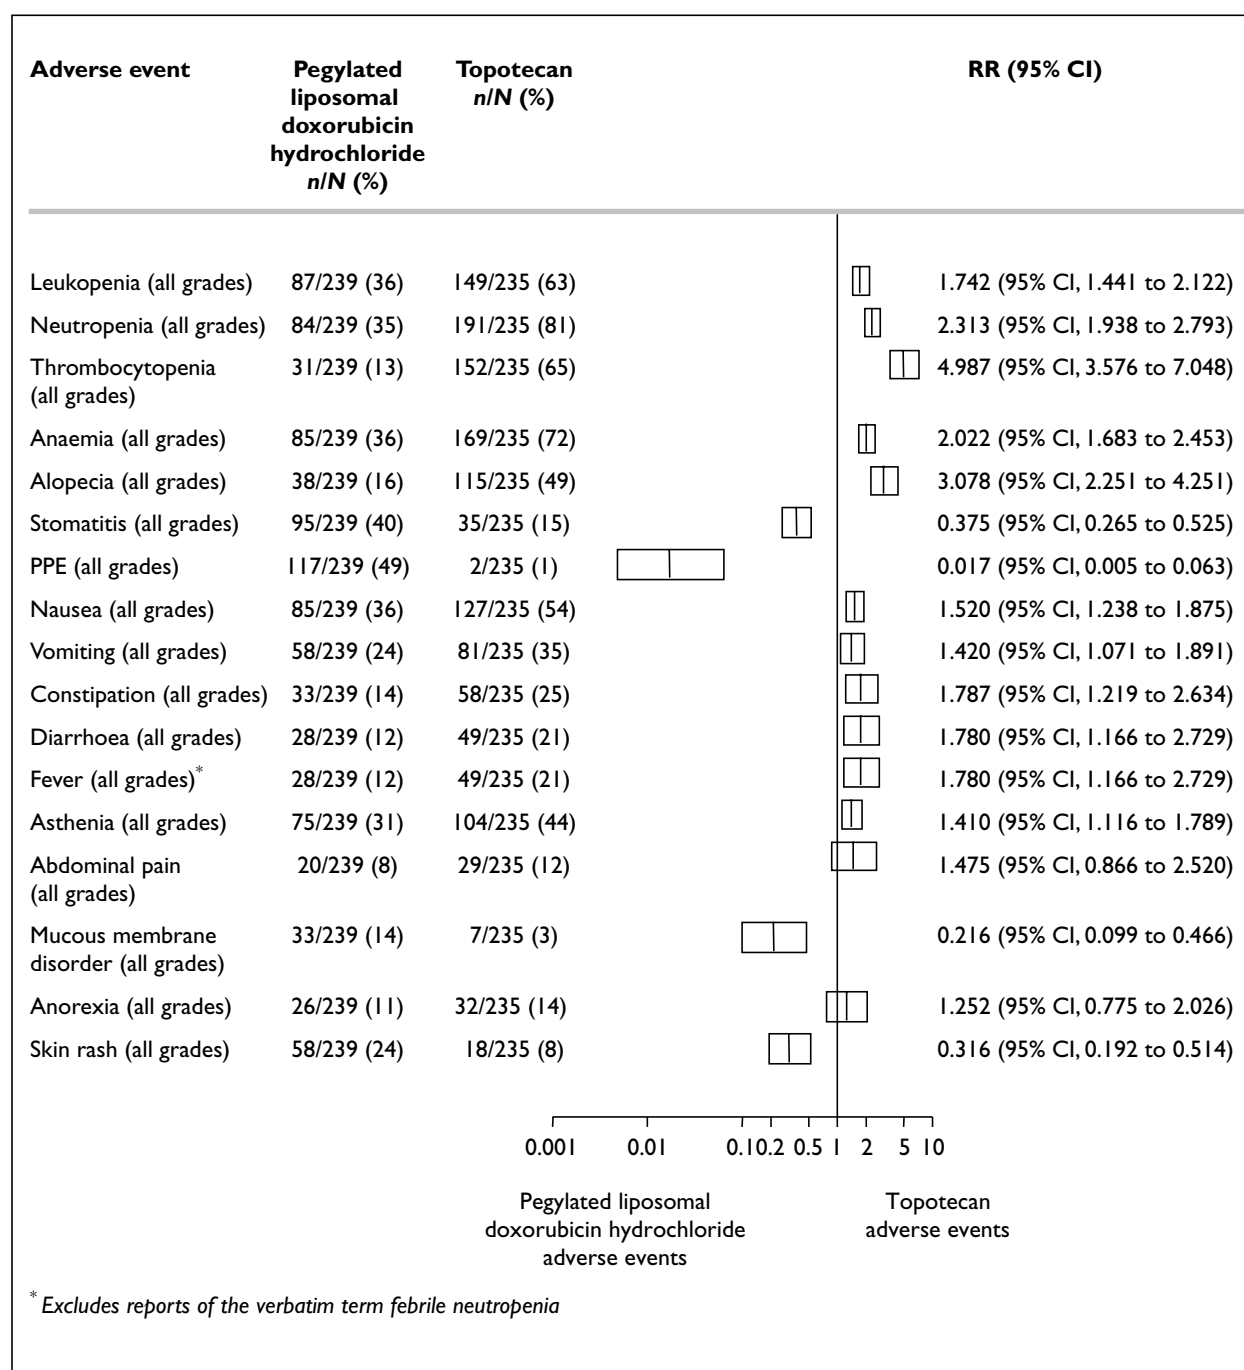 Adverse event Pegylated Topotecan RR (95% CI)
liposomal n/N (%)
doxorubicin
hydrochloride
n/N (%)
Leukopenia (all grades) 87/239 (36) 149/235 (63) 1.742 (95% CI, 1.441 to 2.122)
Neutropenia (all grades) 84/239 (35) 191/235 (81) 2.313 (95% CI, 1.938 to 2.793)
Thrombocytopenia 31/239 (13) 152/235 (65) 4.987 (95% CI, 3.576 to 7.048)
(all grades)
Anaemia (all grades) 85/239 (36) 169/235 (72) 2.022 (95% CI, 1.683 to 2.453)
Alopecia (all grades) 38/239 (16) 115/235 (49) 3.078 (95% CI, 2.251 to 4.251)
Stomatitis (all grades) 95/239 (40) 35/235 (15) 0.375 (95% CI, 0.265 to 0.525)
PPE (all grades) 117/239 (49) 2/235 (1) 0.017 (95% CI, 0.005 to 0.063)
Nausea (all grades) 85/239 (36) 127/235 (54) 1.520 (95% CI, 1.238 to 1.875)
Vomiting (all grades) 58/239 (24) 81/235 (35) 1.420 (95% CI, 1.071 to 1.891)
Constipation (all grades) 33/239 (14) 58/235 (25) 1.787 (95% CI, 1.219 to 2.634)
Diarrhoea (all grades) 28/239 (12) 49/235 (21) 1.780 (95% CI, 1.166 to 2.729)
Fever (all grades)* 28/239 (12) 49/235 (21) 1.780 (95% CI, 1.166 to 2.729)
Asthenia (all grades) 75/239 (31) 104/235 (44) 1.410 (95% CI, 1.116 to 1.789)
Abdominal pain 20/239 (8) 29/235 (12) 1.475 (95% CI, 0.866 to 2.520)
(all grades)
Mucous membrane 33/239 (14) 7/235 (3) 0.216 (95% CI, 0.099 to 0.466)
disorder (all grades)
Anorexia (all grades) 26/239 (11) 32/235 (14) 1.252 (95% CI, 0.775 to 2.026)
Skin rash (all grades) 58/239 (24) 18/235 (8) 0.316 (95% CI, 0.192 to 0.514)
0.001 0.01 0.1 0.2 0.5 1 2 5 10
Pegylated liposomal Topotecan
doxorubicin hydrochloride adverse events
adverse events
* Excludes reports of the verbatim term febrile neutropenia